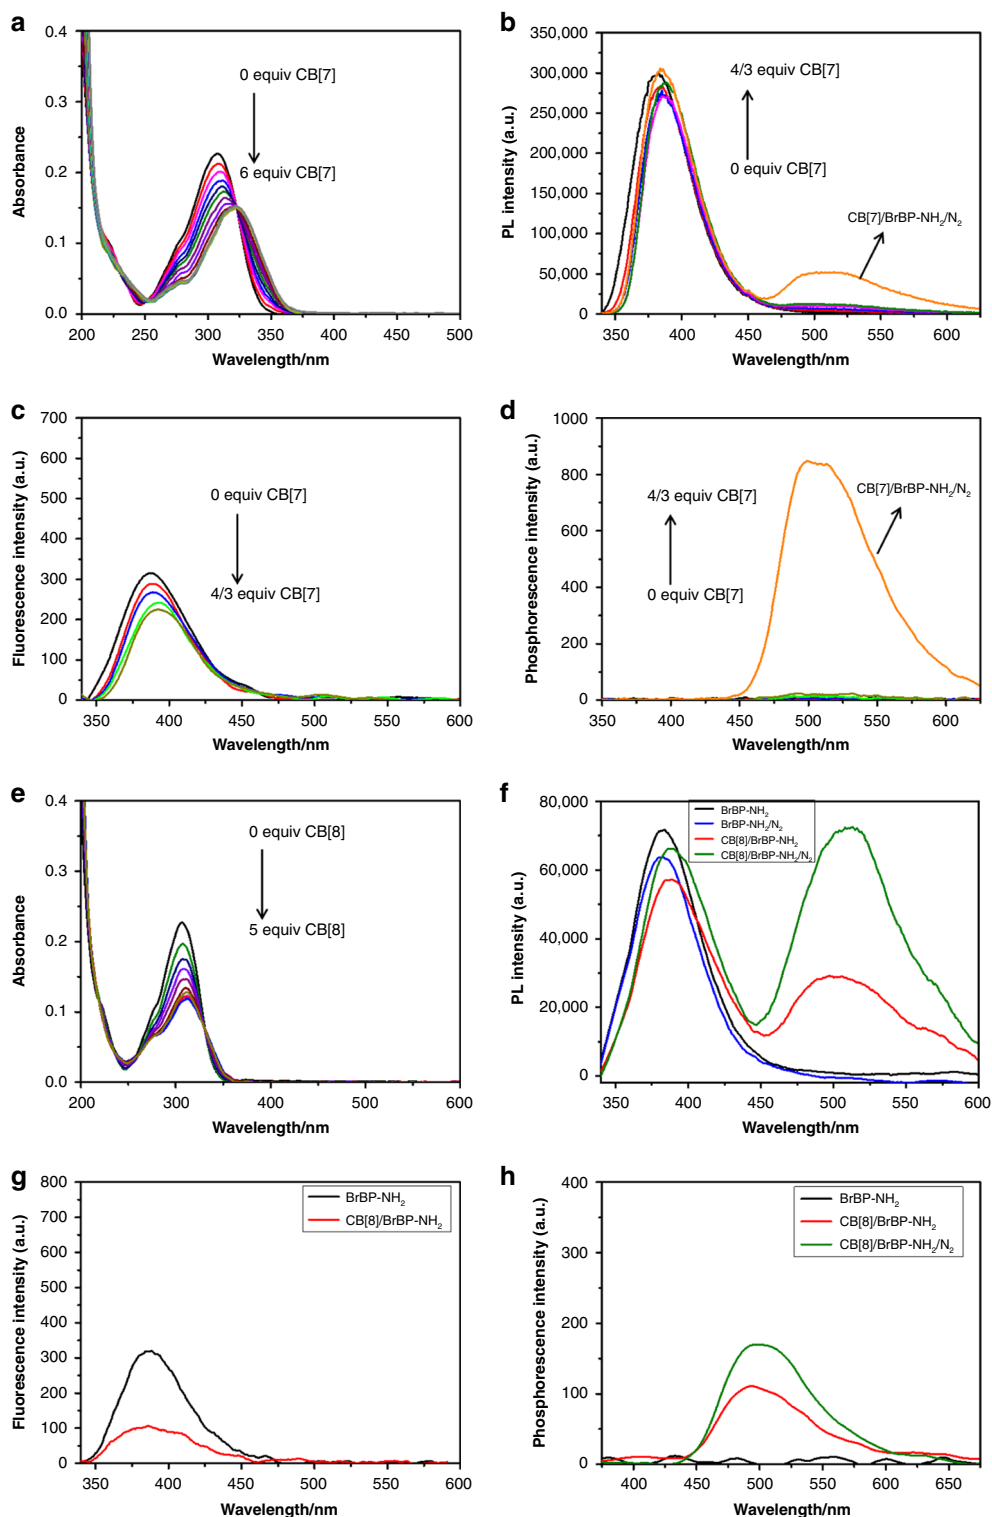 a
0.4
0.3
0.2
0.1
0.0
Absorbance
0 equiv CB[7]
6 equiv CB[7]
200 250 300 350 400 450 500
Wavelength/nm
b
350,000
300,000
250,000
200,000
150,000
100,000
50,000
0
PL intensity (a.u.)
4/3 equiv CB[7]
0 equiv CB[7]
CB[7]/BrBP-NH₂/N₂
350 400 450 500 550 600
Wavelength/nm
c
700
600
500
400
300
200
100
0
Fluorescence intensity (a.u.)
0 equiv CB[7]
4/3 equiv CB[7]
350 400 450 500 550 600
Wavelength/nm
d
1000
800
600
400
200
0
Phosphorescence intensity (a.u.)
4/3 equiv CB[7]
0 equiv CB[7]
CB[7]/BrBP-NH₂/N₂
350 400 450 500 550 600
Wavelength/nm
e
0.4
0.3
0.2
0.1
0.0
Absorbance
0 equiv CB[8]
5 equiv CB[8]
200 300 400 500 600
Wavelength/nm
f
80,000
60,000
40,000
20,000
0
PL intensity (a.u.)
BrBP-NH₂
BrBP-NH₂/N₂
CB[8]/BrBP-NH₂
CB[8]/BrBP-NH₂/N₂
350 400 450 500 550 600
Wavelength/nm
g
800
700
600
500
400
300
200
100
0
Fluorescence intensity (a.u.)
BrBP-NH₂
CB[8]/BrBP-NH₂
350 400 450 500 550 600
Wavelength/nm
h
400
300
200
100
0
Phosphorescence intensity (a.u.)
BrBP-NH₂
CB[8]/BrBP-NH₂
CB[8]/BrBP-NH₂/N₂
400 450 500 550 600 650
Wavelength/nm